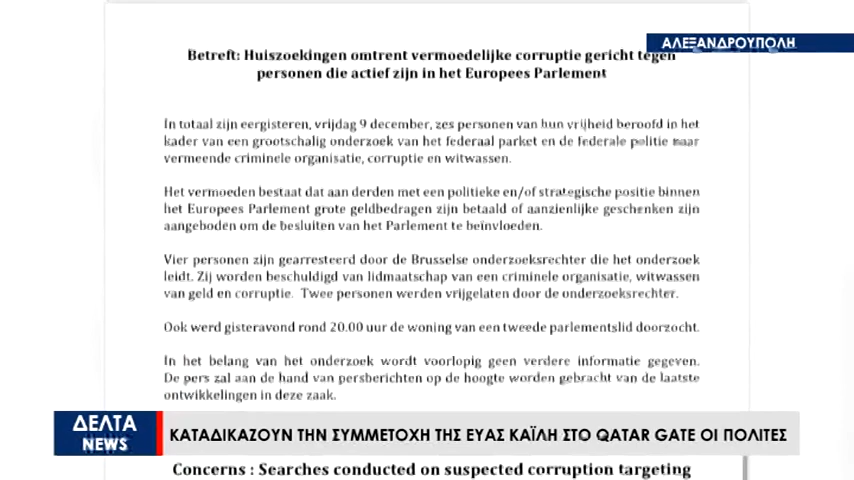 ΑΛΕΞΑΝΔΡΟΥΠΟΛΗ
Betreft: Huiszoekingen omtrent vermoedelijke corruptie gericht tegen
personen die actief zijn in het Europees Parlement
In totaal zijn eergisteren, vrijdag 9 december, zes personen van hun vrijheid beroofd in het
kader van een grootschalig onderzoek van het federaal parket en de federale politie naar
vermeende criminele organisatie, corruptie en witwassen.
Het vermoeden bestaat dat aan derden met een politieke en/of strategische positie binnen
het Europees Parlement grote geldbedragen zijn betaald of aanzienlijke geschenken zijn
aangeboden om de besluiten van het Parlement te beïnvloeden.
Vier personen zijn gearresteerd door de Brusselse onderzoeksrechter die het onderzoek
leidt. Zij worden beschuldigd van lidmaatschap van een criminele organisatie, witwassen
van geld en corruptie. Twee personen werden vrijgelaten door de onderzoeksrechter.
Ook werd gisteravond rond 20.00 uur de woning van een tweede parlementslid doorzocht.
In het belang van het onderzoek wordt voorlopig geen verdere informatie gegeven.
De pers zal aan de hand van persberichten op de hoogte worden gebracht van de laatste
ontwikkelingen in deze zaak.
ΔΕΛΤΑ
NEWS
ΚΑΤΑΔΙΚΑΖΟΥΝ ΤΗΝ ΣΥΜΜΕΤΟΧΗ ΤΗΣ ΕΥΑΣ ΚΑΪΛΗ ΣΤΟ QATAR GATE ΟΙ ΠΟΛΙΤΕΣ
Concerns : Searches conducted on suspected corruption targeting